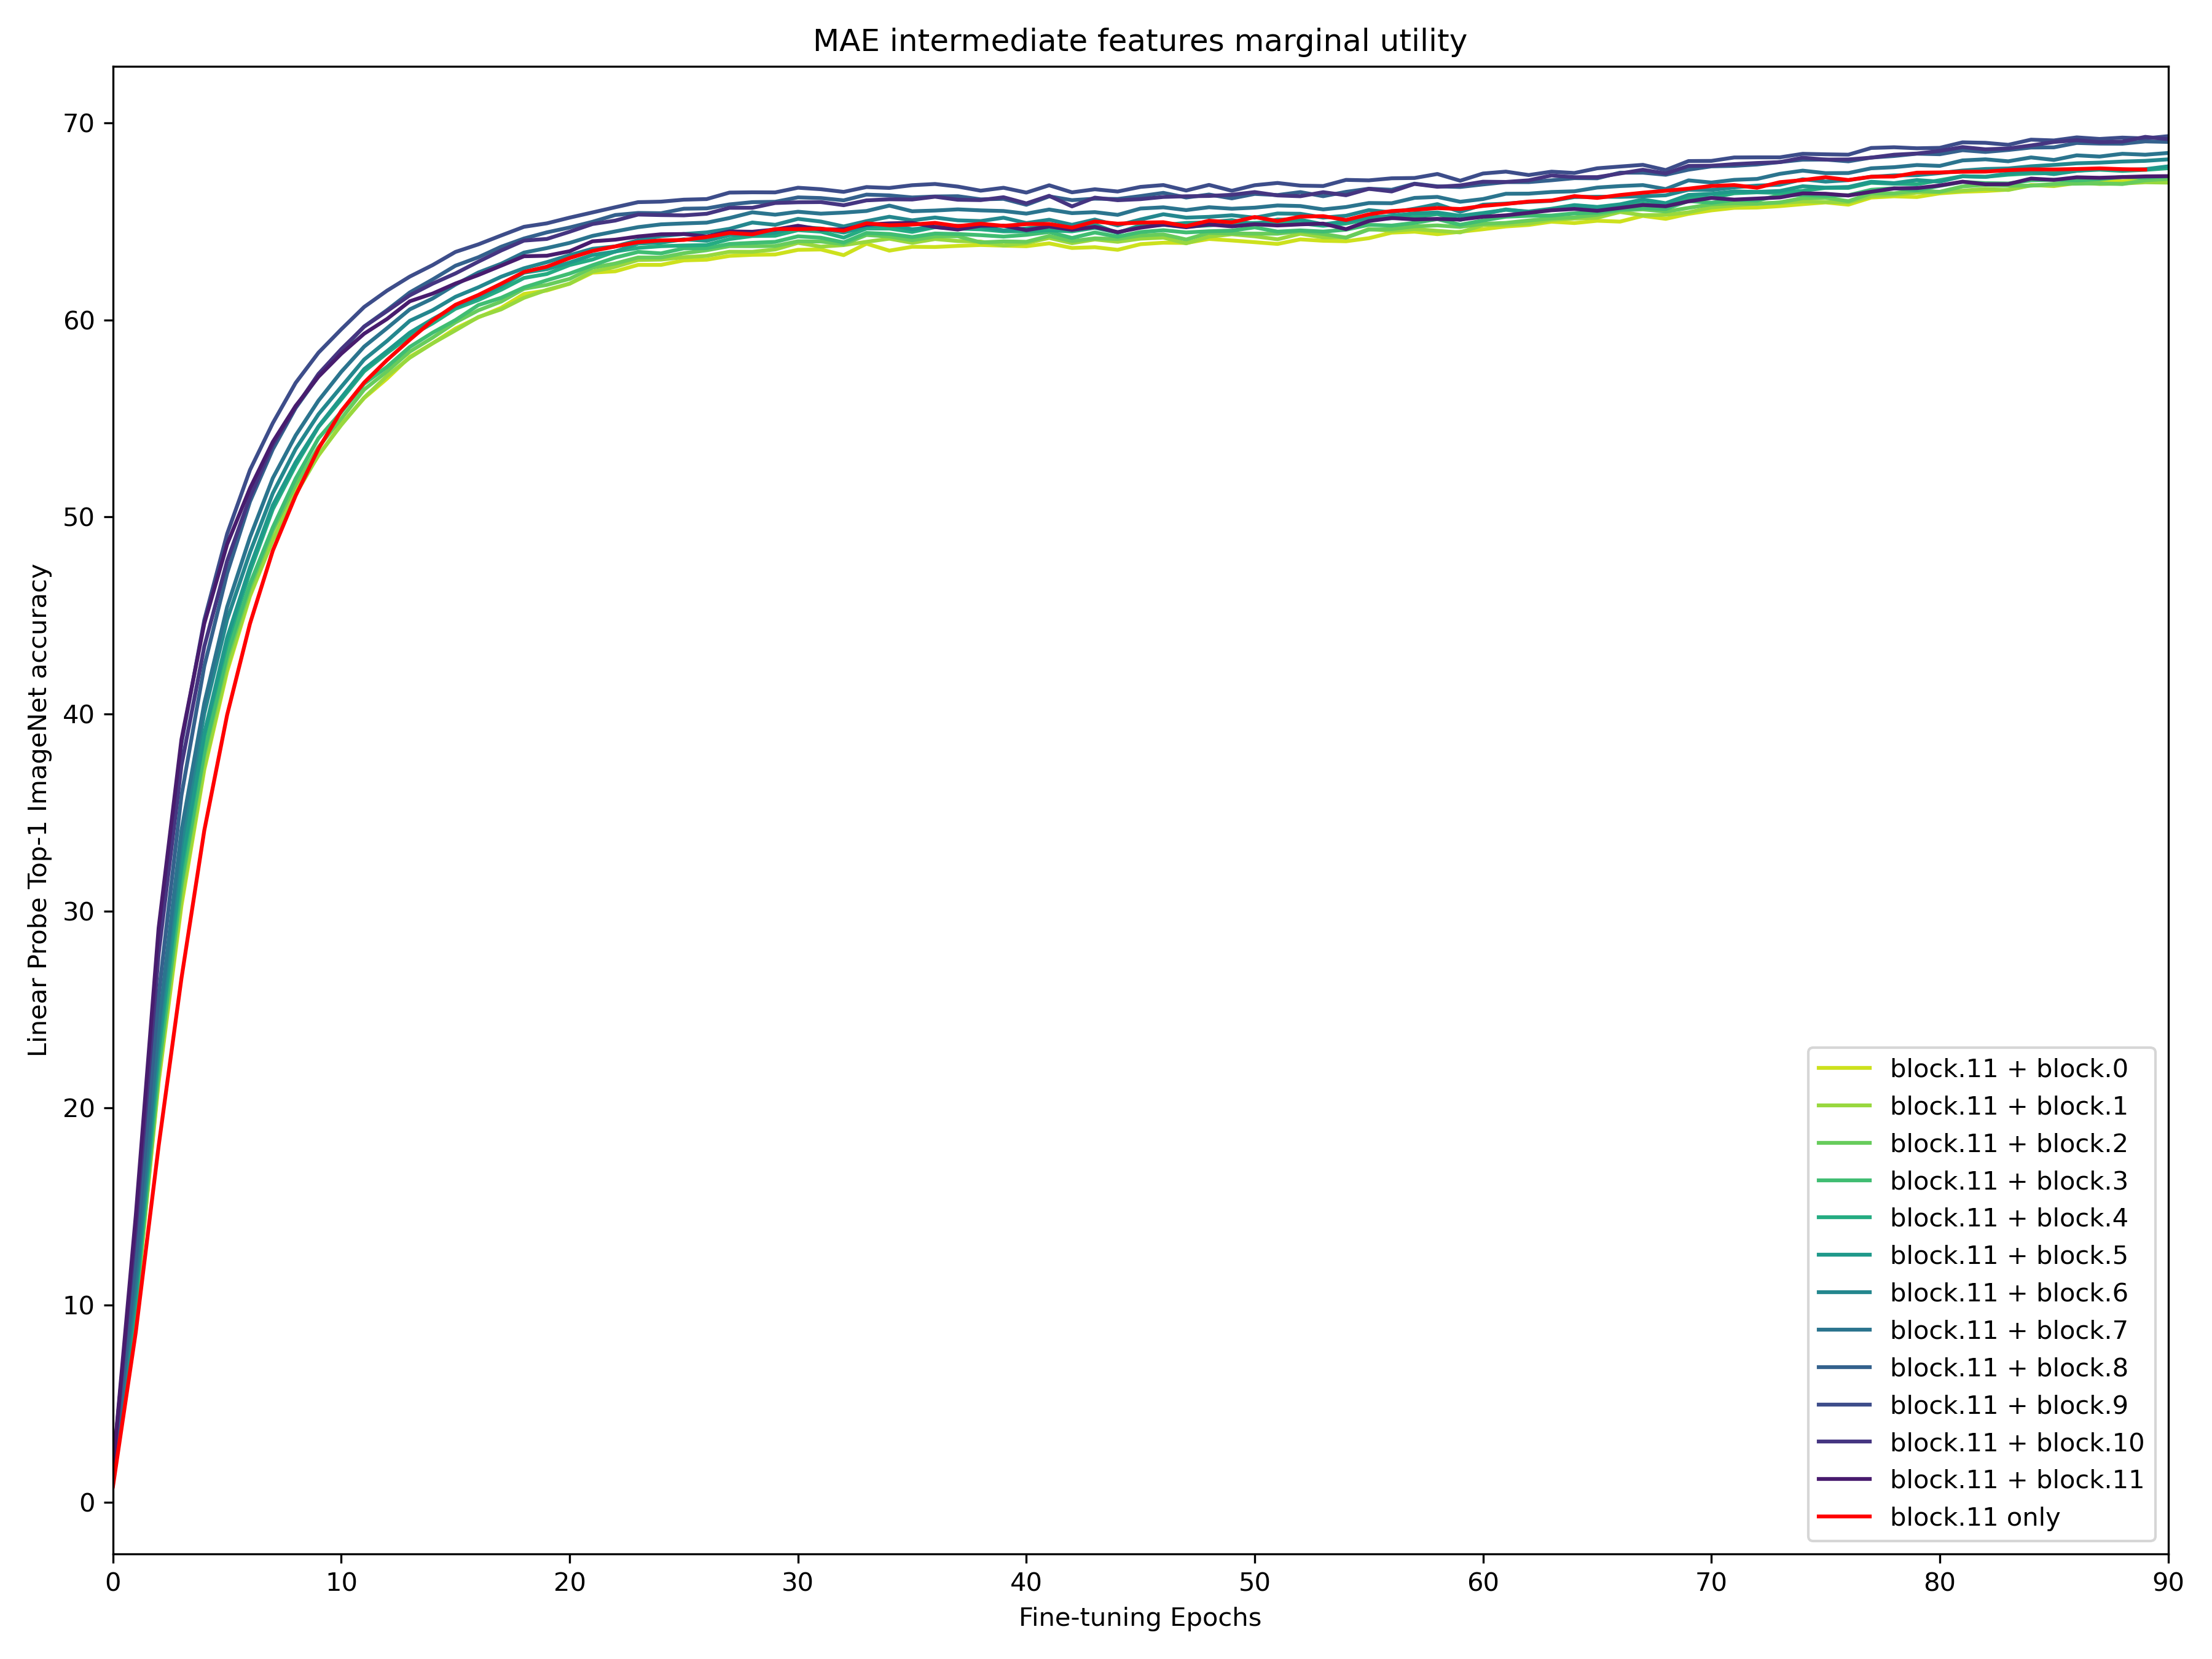 MAE intermediate features marginal utility
Linear Probe Top-1 ImageNet accuracy
70
60
50
40
30
20
10
0
0 10 20 30 40 50 60 70 80 90
Fine-tuning Epochs
block.11 + block.0
block.11 + block.1
block.11 + block.2
block.11 + block.3
block.11 + block.4
block.11 + block.5
block.11 + block.6
block.11 + block.7
block.11 + block.8
block.11 + block.9
block.11 + block.10
block.11 + block.11
block.11 only